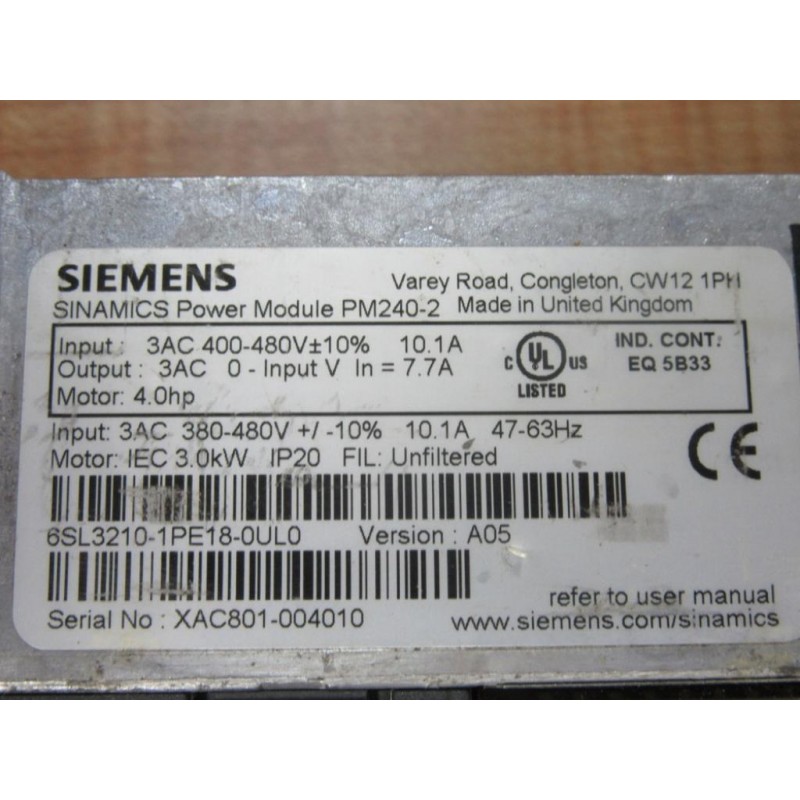 SIEMENS
Varey Road, Congleton, CW12 1PH
SINAMICS Power Module PM240-2 Made in United Kingdom
Input : 3AC 400-480V±10% 10.1A
Output : 3AC 0 - Input V In = 7.7A
Motor: 4.0hp
C UL US
LISTED
IND. CONT.
EQ 5B33
Input: 3AC 380-480V +/ -10% 10.1A 47-63Hz
Motor: IEC 3.0kW IP20 FIL: Unfiltered
CE
6SL3210-1PE18-0UL0 Version : A05
refer to user manual
Serial No : XAC801-004010
www.siemens.com/sinamics